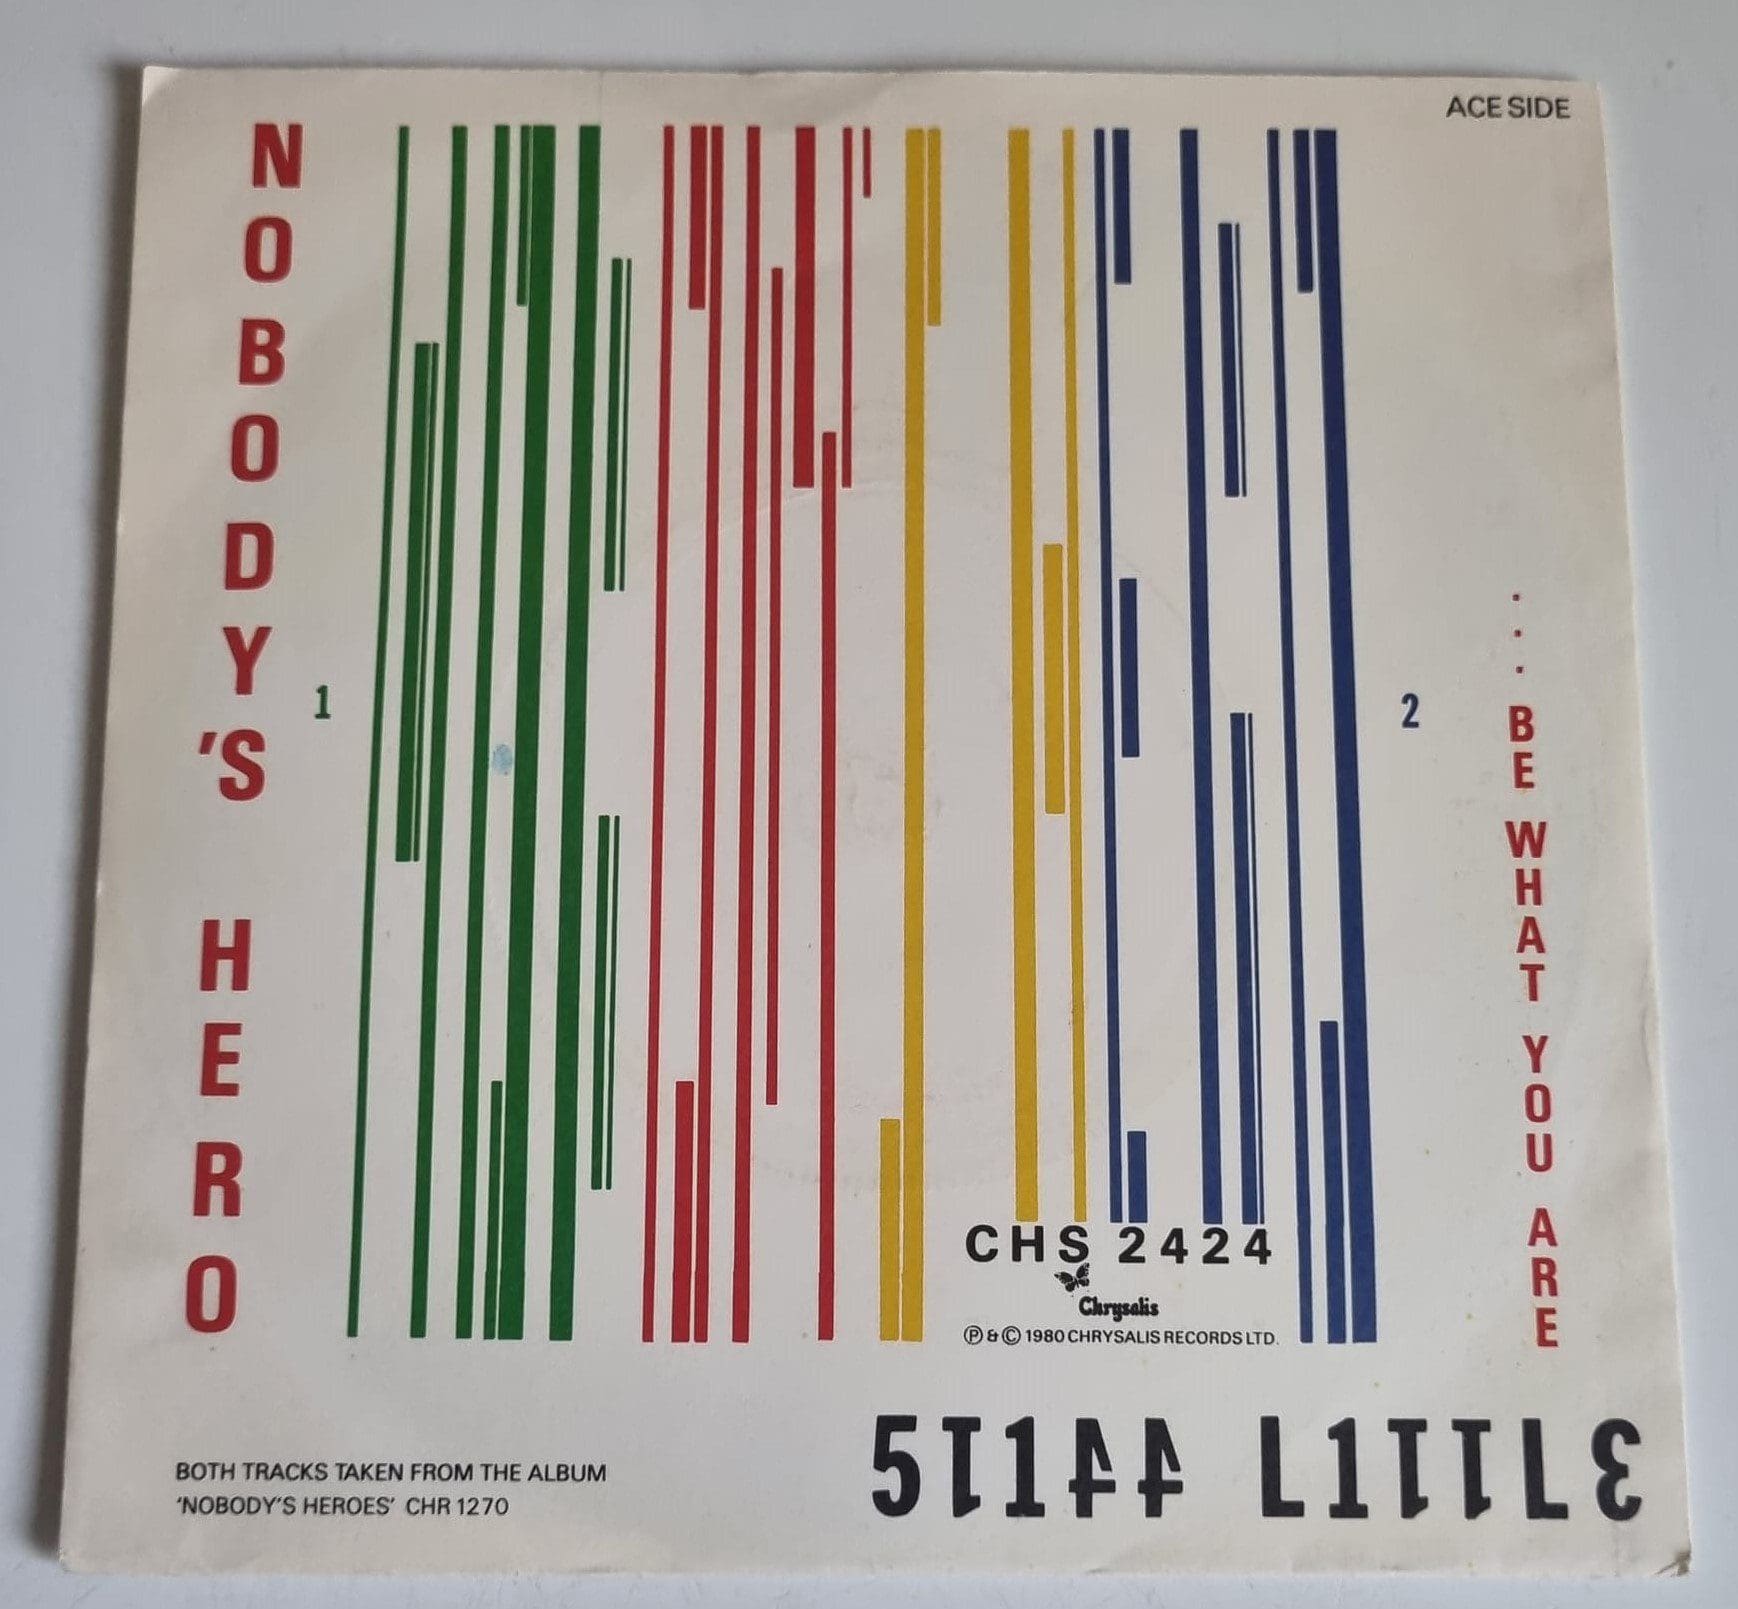 ACE SIDE
NOBODY'S HERO
1
2
...BE WHAT YOU ARE
CHS 2424
Chrysalis
Ⓟ & © 1980 CHRYSALIS RECORDS LTD.
BOTH TRACKS TAKEN FROM THE ALBUM
'NOBODY'S HEROES' CHR 1270
STIFF LITTLE